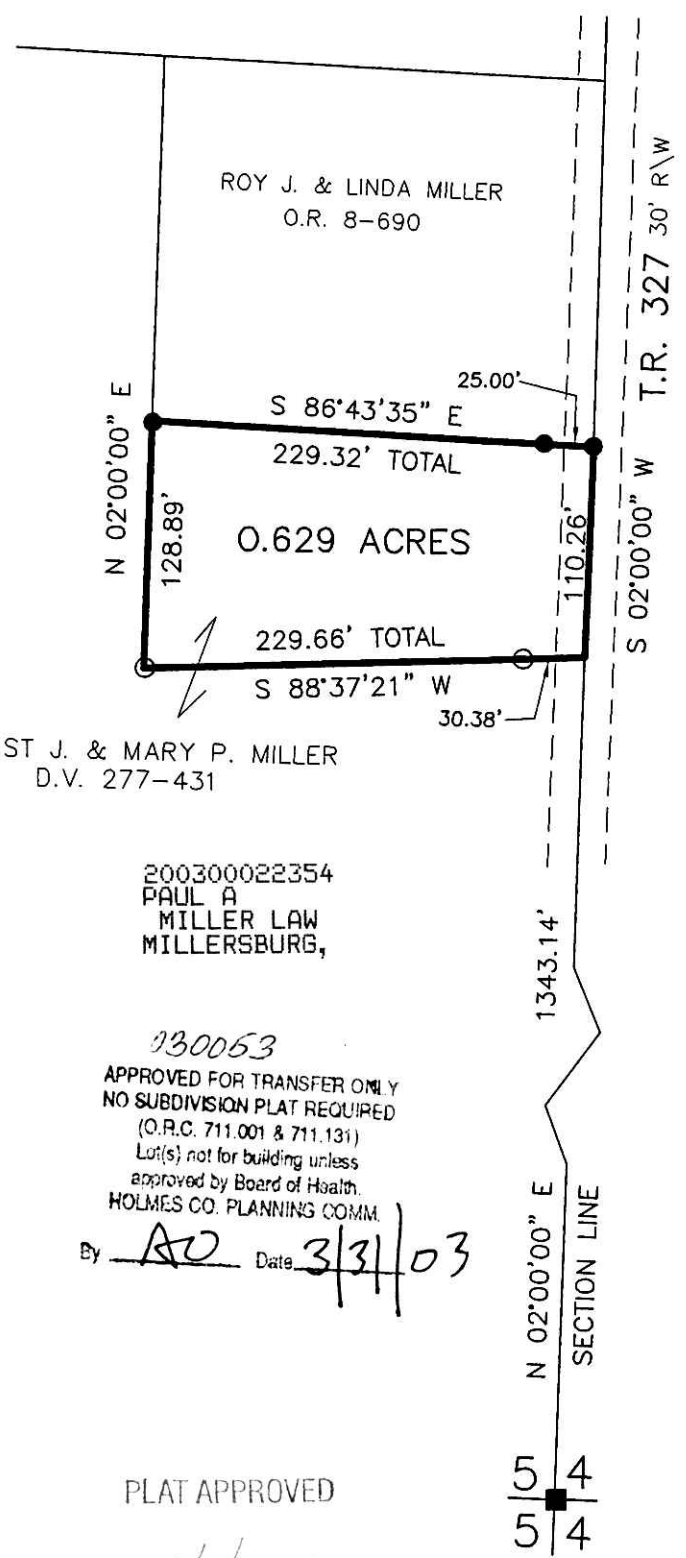 ROY J. & LINDA MILLER
O.R. 8-690
T.R. 327 30' R\W
25.00'
N 02°00'00" E
S 86°43'35" E
229.32' TOTAL
128.89'
0.629 ACRES
110.26'
S 02°00'00" W
229.66' TOTAL
S 88°37'21" W
30.38'
ST J. & MARY P. MILLER
D.V. 277-431
200300022354
PAUL A
MILLER LAW
MILLERSBURG,
1343.14'
030053
APPROVED FOR TRANSFER ONLY
NO SUBDIVISION PLAT REQUIRED
(O.R.C. 711.001 & 711.131)
Lot(s) not for building unless
approved by Board of Health.
HOLMES CO. PLANNING COMM.
By AO Date 3/31/03
N 02°00'00" E
SECTION LINE
PLAT APPROVED
5 4
5 4